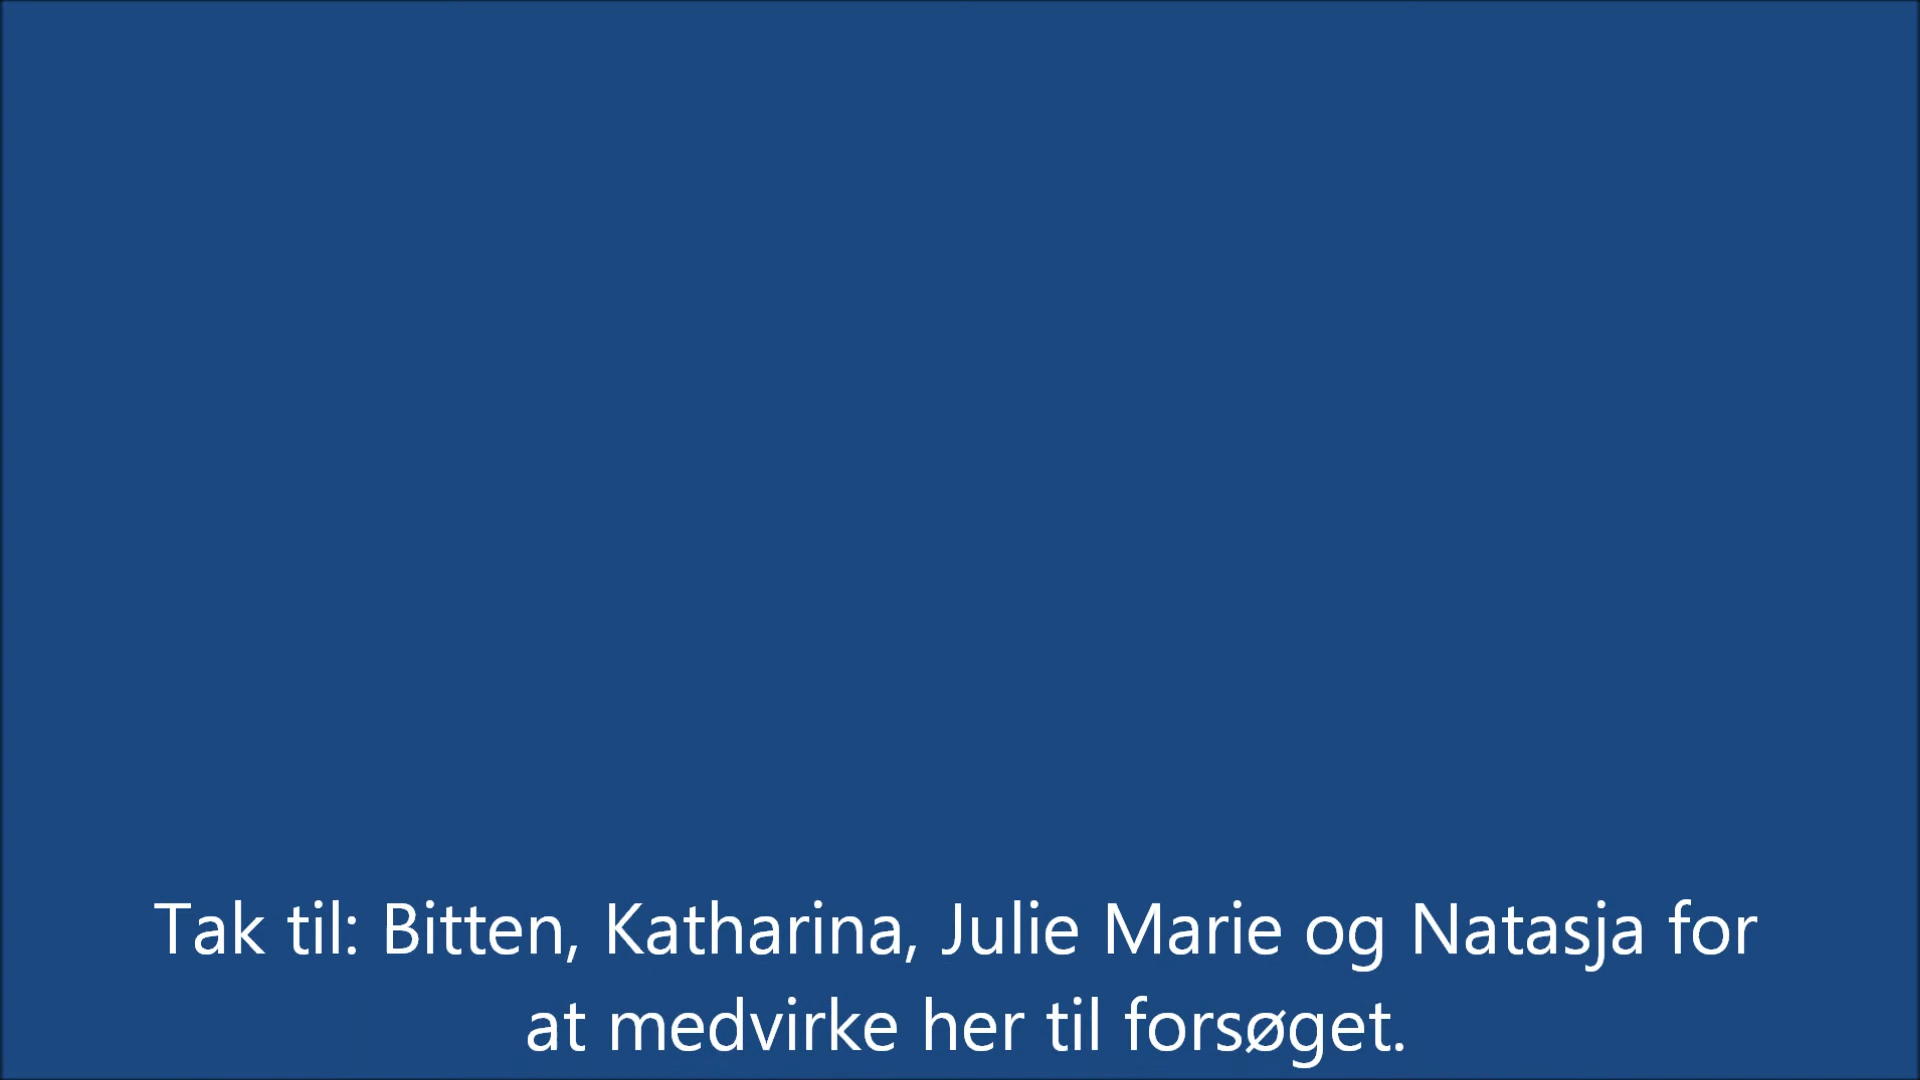 Tak til: Bitten, Katharina, Julie Marie og Natasja for
at medvirke her til forsøget.